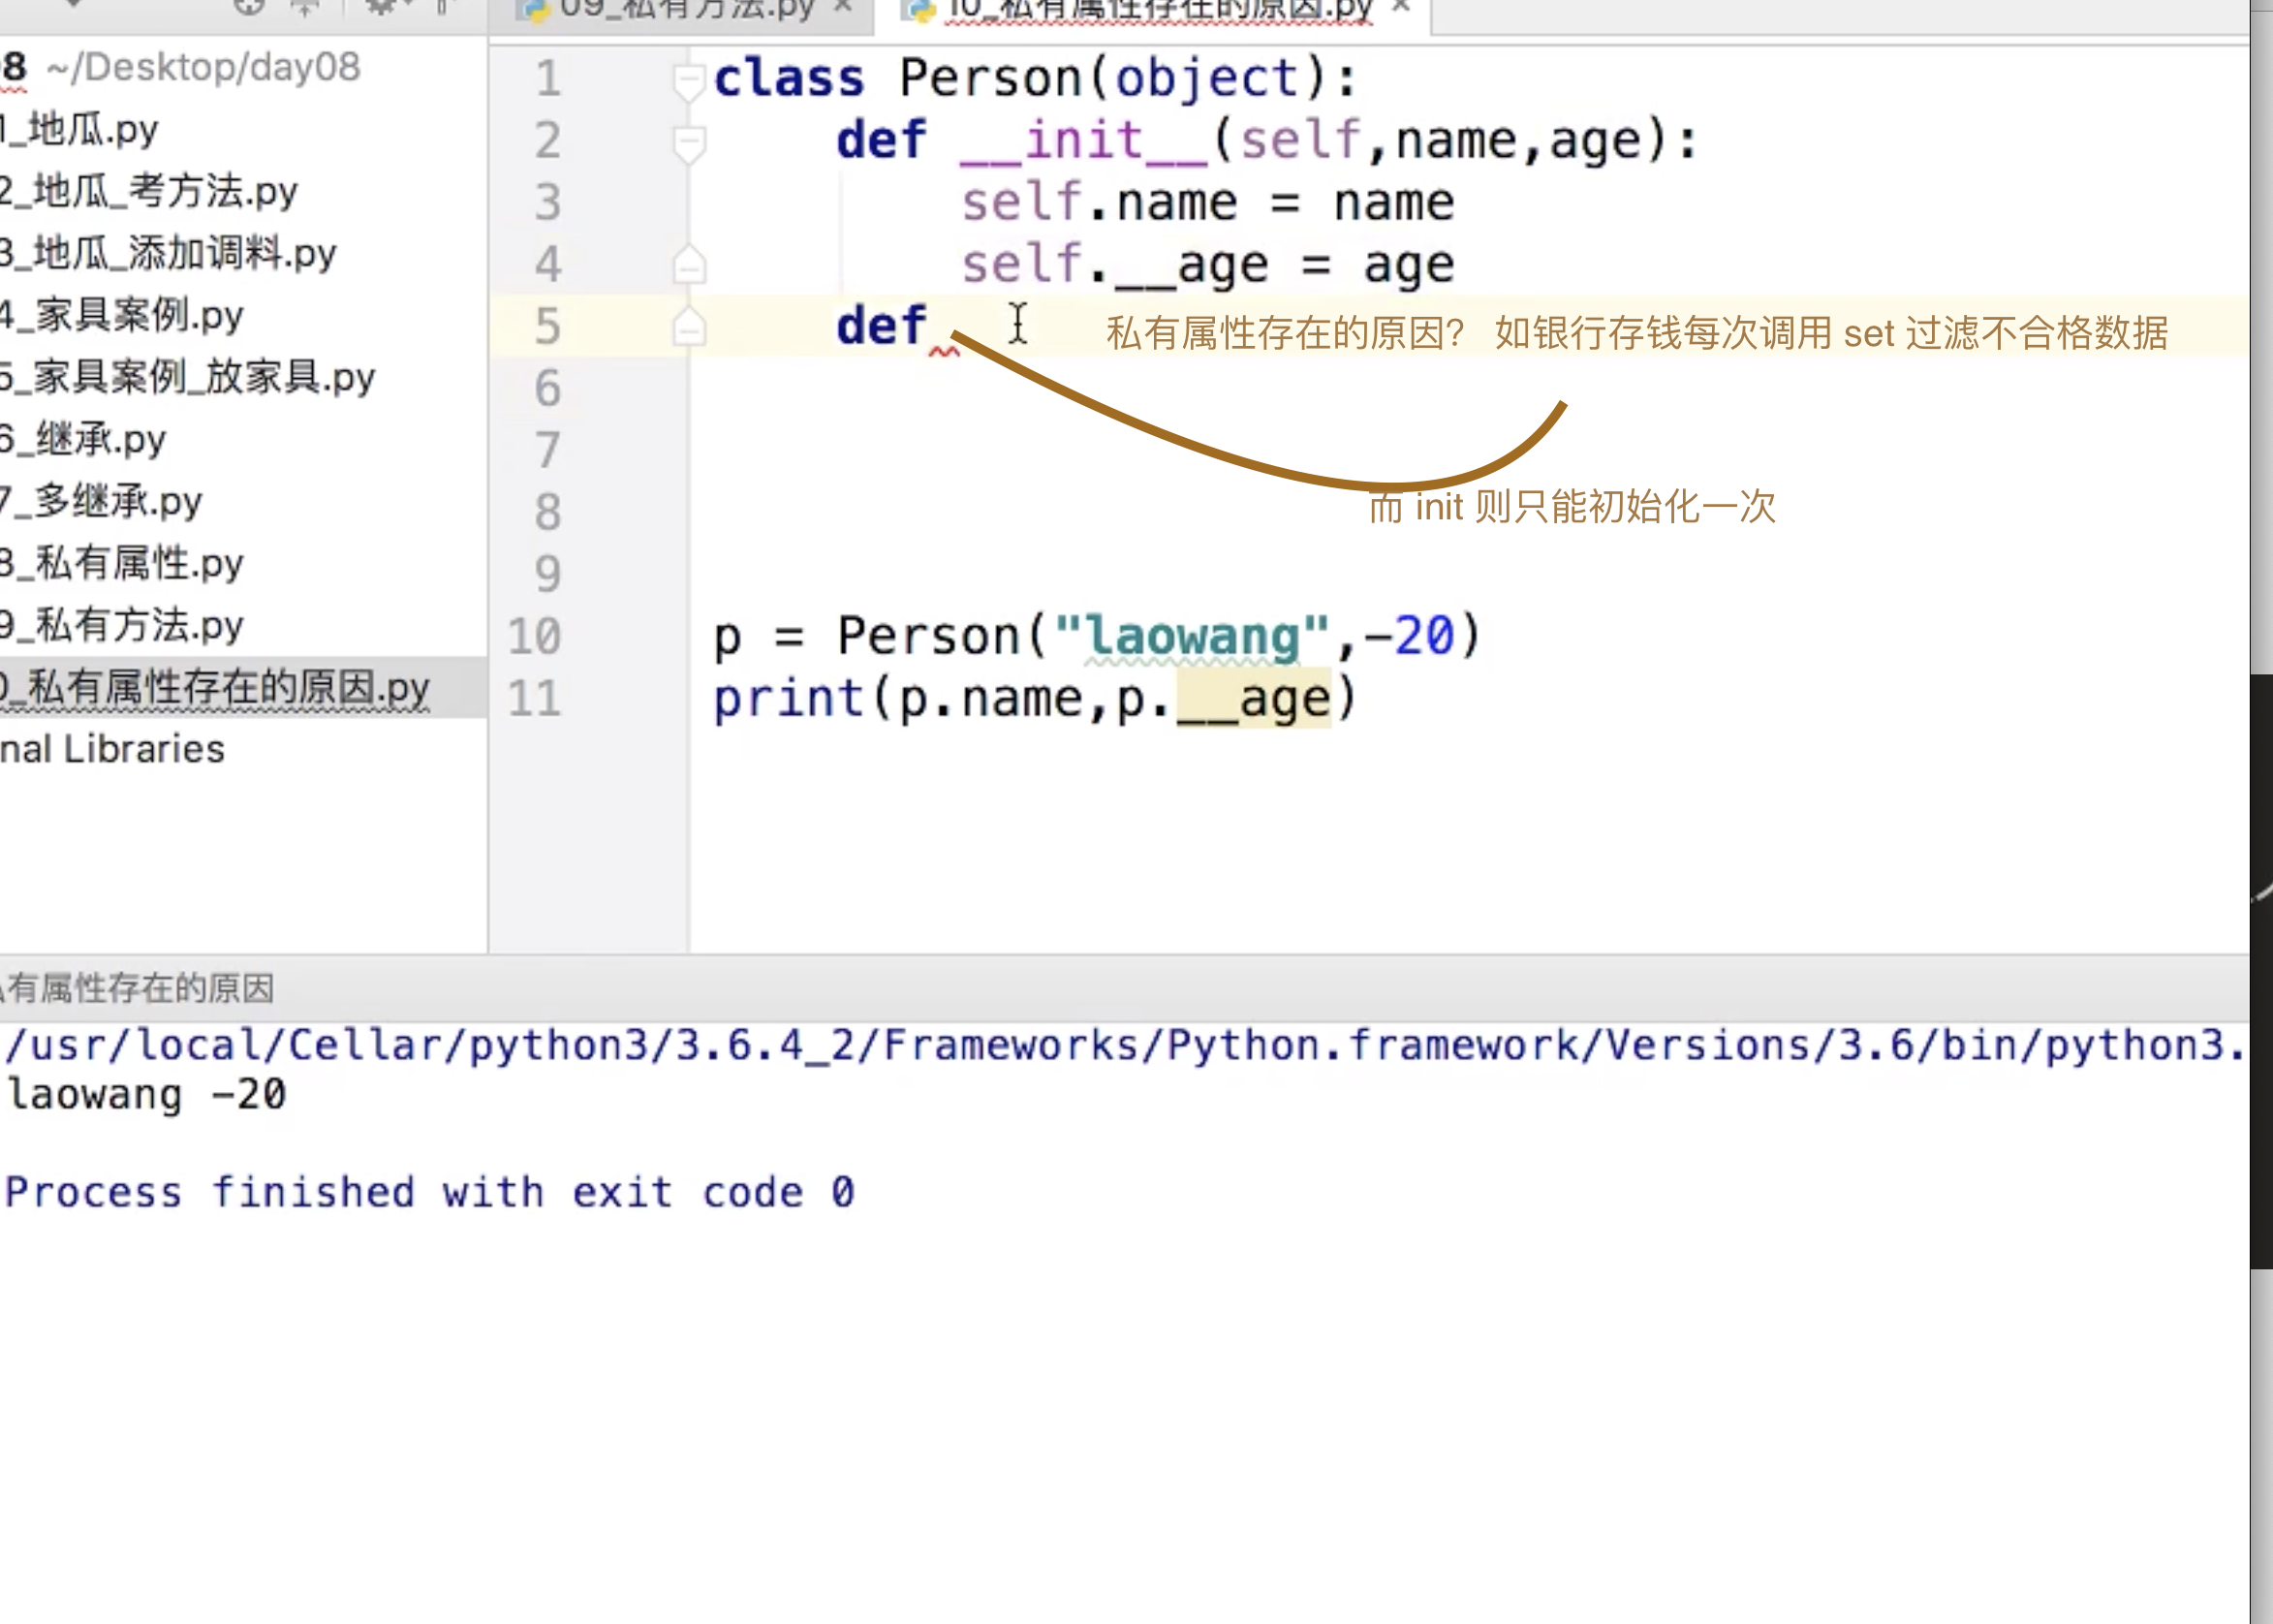 09_私有方法.py
10_私有属性存在的原因.py
8 ~/Desktop/day08
1_地瓜.py
2_地瓜_考方法.py
3_地瓜_添加调料.py
4_家具案例.py
5_家具案例_放家具.py
6_继承.py
7_多继承.py
8_私有属性.py
9_私有方法.py
0_私有属性存在的原因.py
nal Libraries
1 class Person(object):
2 def __init__(self,name,age):
3 self.name = name
4 self.__age = age
5 def 私有属性存在的原因? 如银行存钱每次调用 set 过滤不合格数据
6
7
8 而 init 则只能初始化一次
9
10 p = Person("laowang",-20)
11 print(p.name,p.__age)
有属性存在的原因
/usr/local/Cellar/python3/3.6.4_2/Frameworks/Python.framework/Versions/3.6/bin/python3.
laowang -20
Process finished with exit code 0